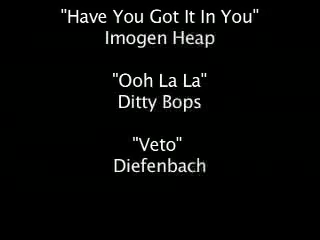 "Have You Got It In You"
Imogen Heap
"Ooh La La"
Ditty Bops
"Veto"
Diefenbach